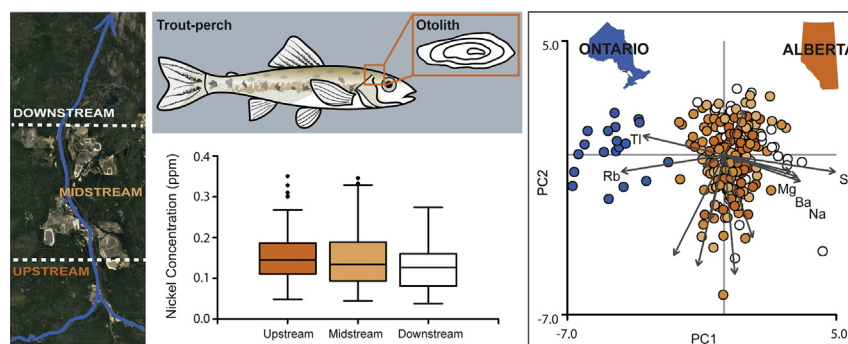 DOWNSTREAM
MIDSTREAM
UPSTREAM
Trout-perch
Otolith
Nickel Concentration (ppm)
0.4
0.3
0.2
0.1
0.0
Upstream
Midstream
Downstream
5.0
ONTARIO
ALBERTA
PC2
Tl
Rb
S
Mg
Ba
Na
-7.0
-7.0
PC1
5.0